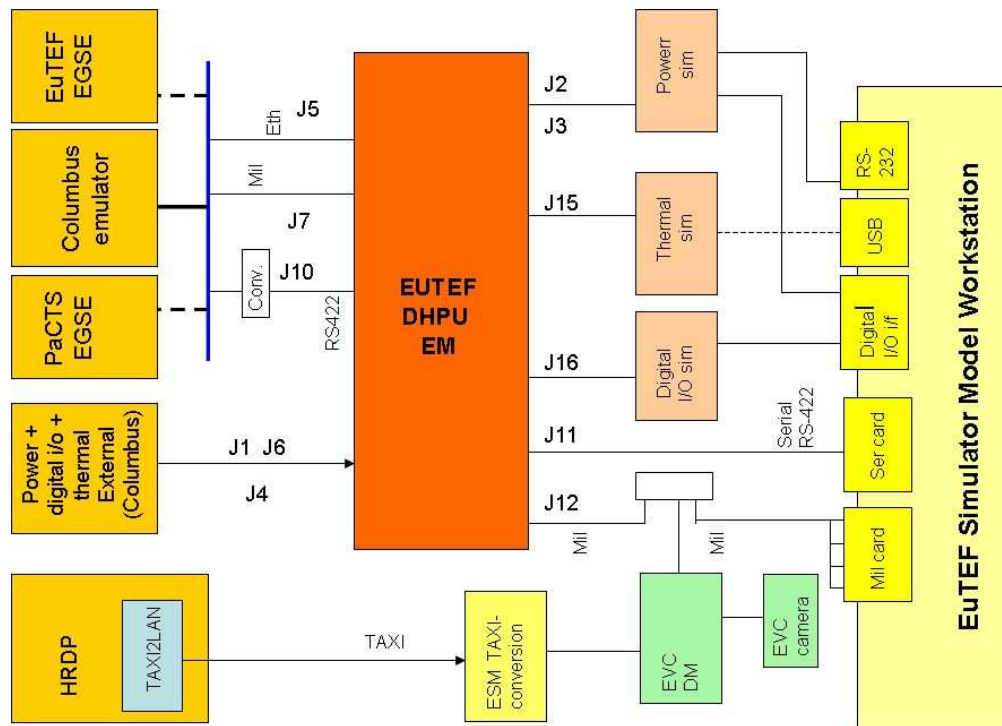 EuTEF
EGSE
Columbus
emulator
PaCTS
EGSE
Power +
digital i/o +
thermal
External
(Columbus)
HRDP
TAXI2LAN
Eth
J5
Mil
J7
Conv.
J10
RS422
J1 J6
J4
TAXI
EUTEF
DHPU
EM
ESM TAXI-
conversion
J2
J3
J15
J16
J11
J12
Mil
Powerr
sim
Thermal
sim
Digital
I/O sim
Serial
RS-422
Mil
EVC
DM
EVC
camera
RS-
232
USB
Digital
I/O i/f
Ser card
Mil card
EuTEF Simulator Model Workstation